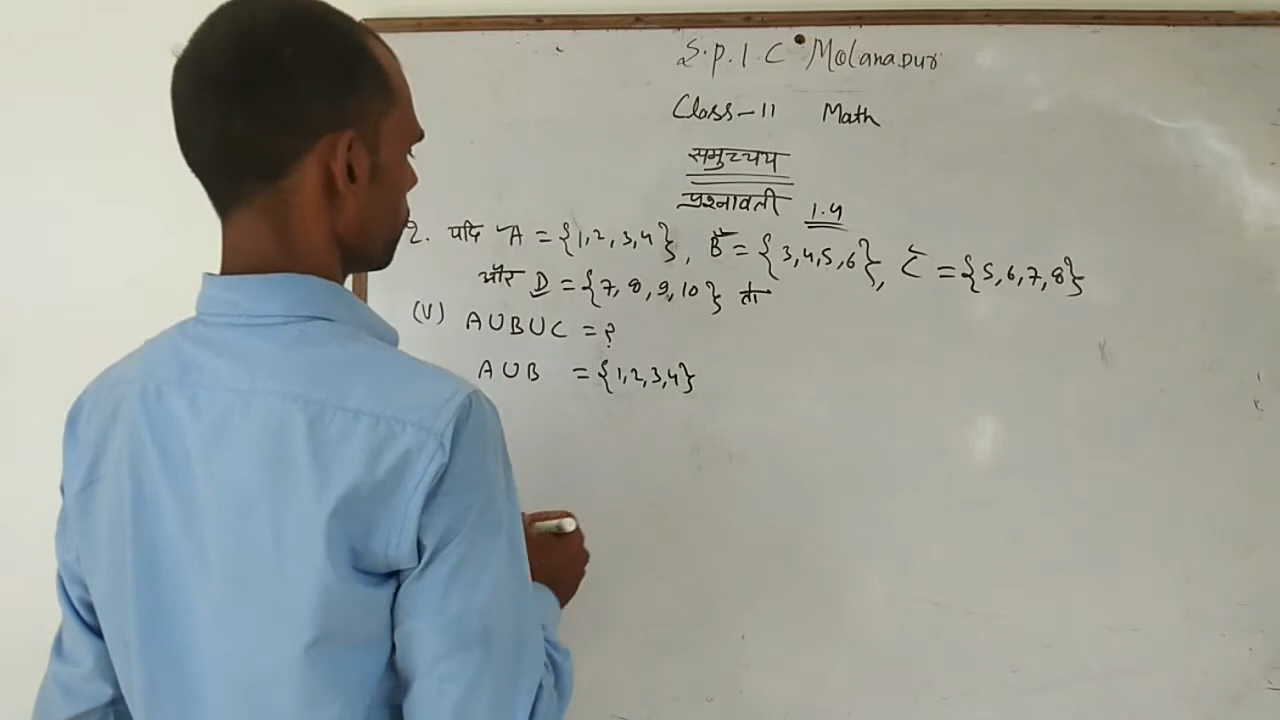 S.P.I.C Molanapur
Class-11 Math
समुच्चय
प्रश्नावली 1.4
2. यदि A = {1,2,3,4}, B = {3,4,5,6}, C = {5,6,7,8}
और D = {7,8,9,10} तो
(V) A∪B∪C = ?
A∪B = {1,2,3,4}